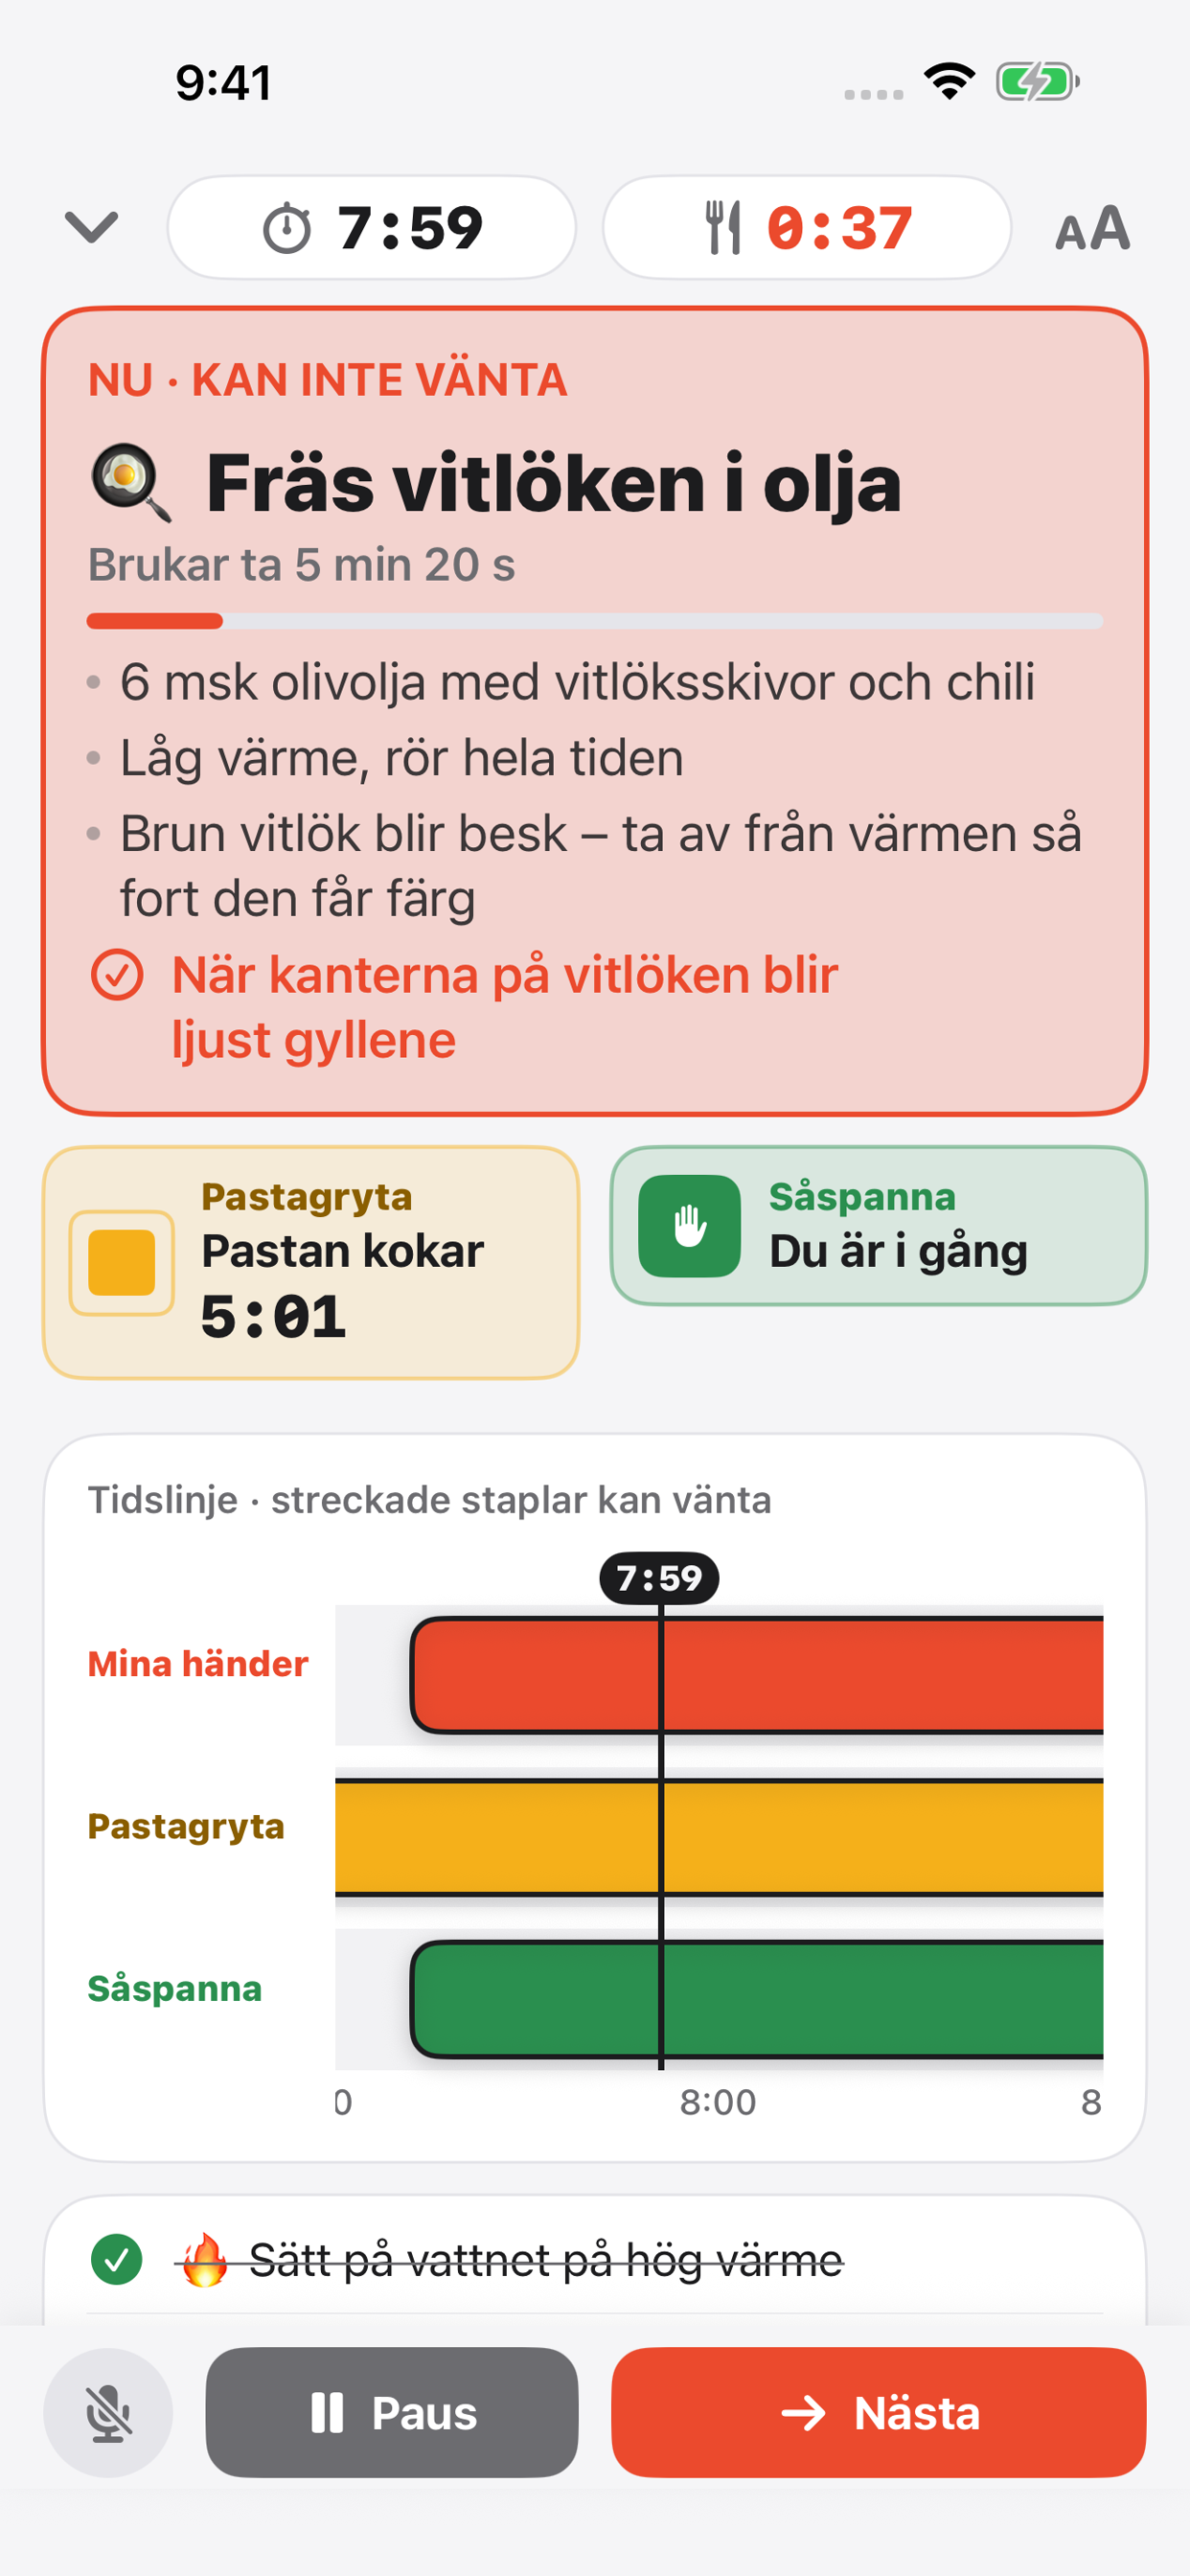 9:41
7:59
0:37
AA
NU · KAN INTE VÄNTA
Fräs vitlöken i olja
Brukar ta 5 min 20 s
• 6 msk olivolja med vitlöksskivor och chili
• Låg värme, rör hela tiden
• Brun vitlök blir besk – ta av från värmen så
fort den får färg
När kanterna på vitlöken blir
ljust gyllene
Pastagryta
Pastan kokar
5:01
Såspanna
Du är i gång
Tidslinje · streckade staplar kan vänta
7:59
Mina händer
Pastagryta
Såspanna
0
8:00
8
Sätt på vattnet på hög värme
Paus
Nästa